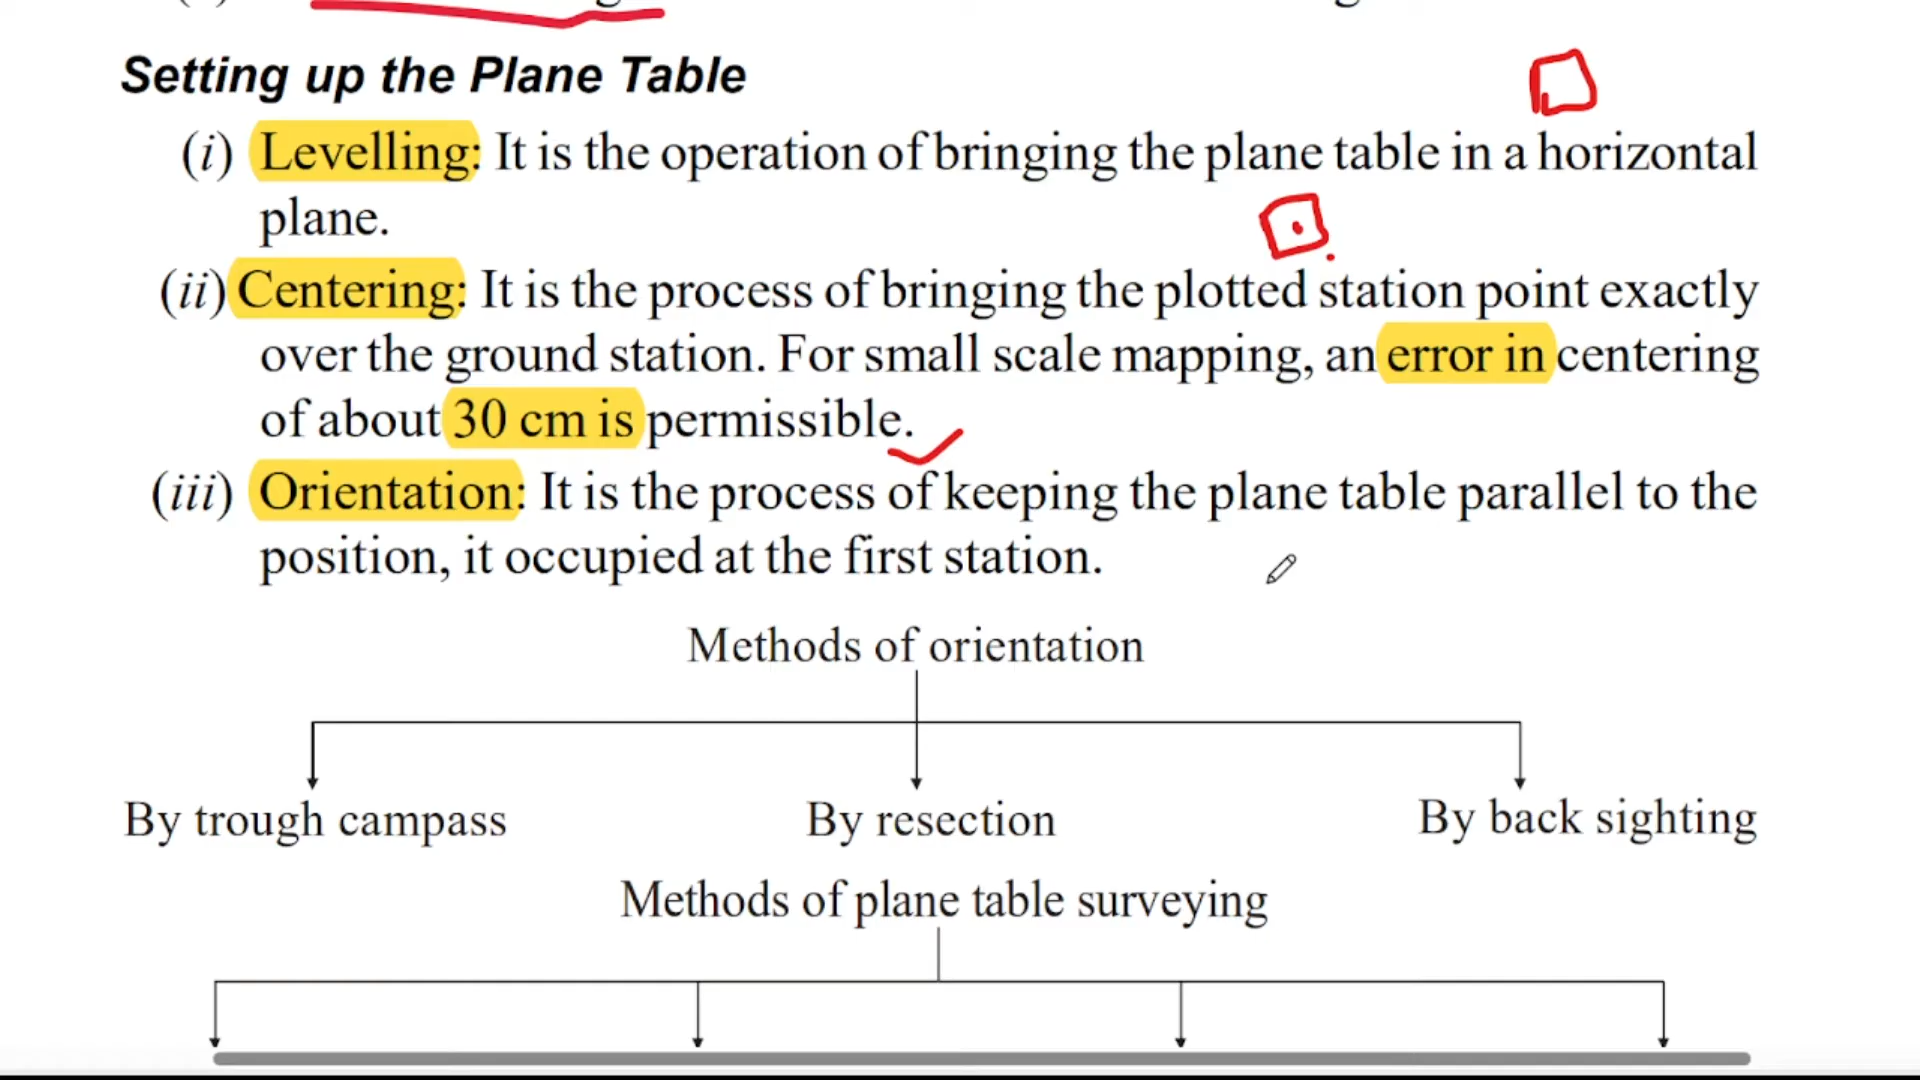 Setting up the Plane Table
(i) Levelling: It is the operation of bringing the plane table in a horizontal
plane.
(ii) Centering: It is the process of bringing the plotted station point exactly
over the ground station. For small scale mapping, an error in centering
of about 30 cm is permissible.
(iii) Orientation: It is the process of keeping the plane table parallel to the
position, it occupied at the first station.
Methods of orientation
By trough campass By resection By back sighting
Methods of plane table surveying